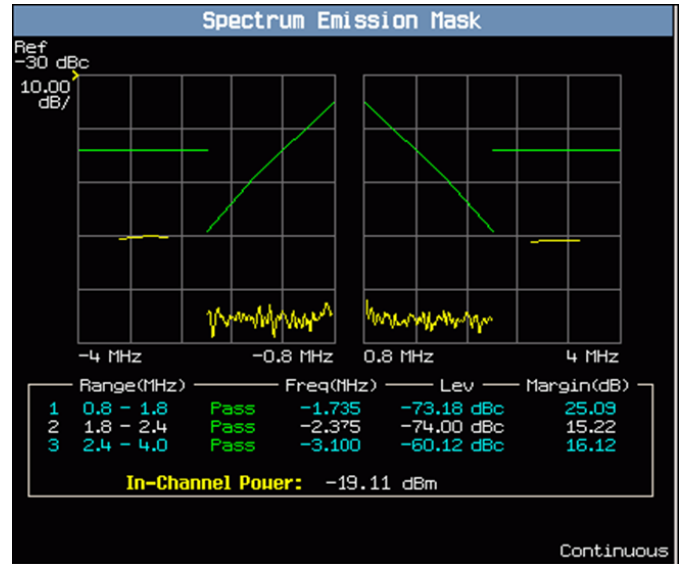 Spectrum Emission Mask
Ref
-30 dBc
10.00
dB/
-4 MHz -0.8 MHz 0.8 MHz 4 MHz
Range(MHz) Freq(MHz) Lev Margin(dB)
1 0.8 - 1.8 Pass -1.735 -73.18 dBc 25.09
2 1.8 - 2.4 Pass -2.375 -74.00 dBc 15.22
3 2.4 - 4.0 Pass -3.100 -60.12 dBc 16.12
In-Channel Power: -19.11 dBm
Continuous